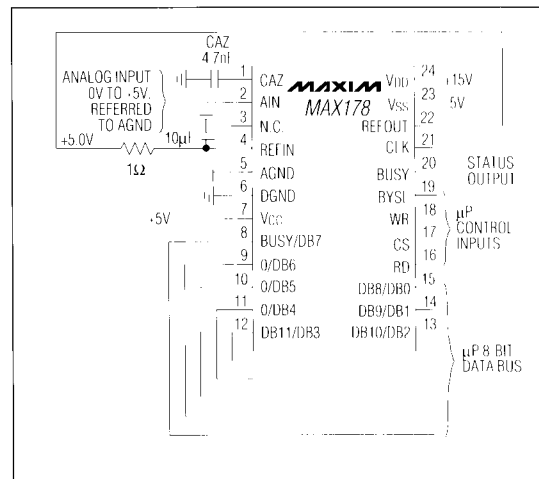 CAZ
4.7nf
1 CAZ
MAXIM
MAX178
VDD 24 +15V
ANALOG INPUT
0V TO +5V,
REFERRED
TO AGND
2 AIN
VSS 23 5V
3 N.C.
REFOUT 22
+5.0V
1Ω
10µf
4 REFIN
CLK 21
5 AGND
BUSY 20
STATUS
OUTPUT
6 DGND
BYSL 19
+5V
7 VCC
WR 18
µP
CONTROL
INPUTS
8 BUSY/DB7
CS 17
9 0/DB6
RD 16
10 0/DB5
DB8/DB0 15
11 0/DB4
DB9/DB1 14
12 DB11/DB3
DB10/DB2 13
µP 8 BIT
DATA BUS